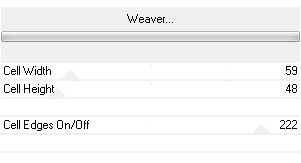 Weaver...
Cell Width 59
Cell Height 48
Cell Edges On/Off 222